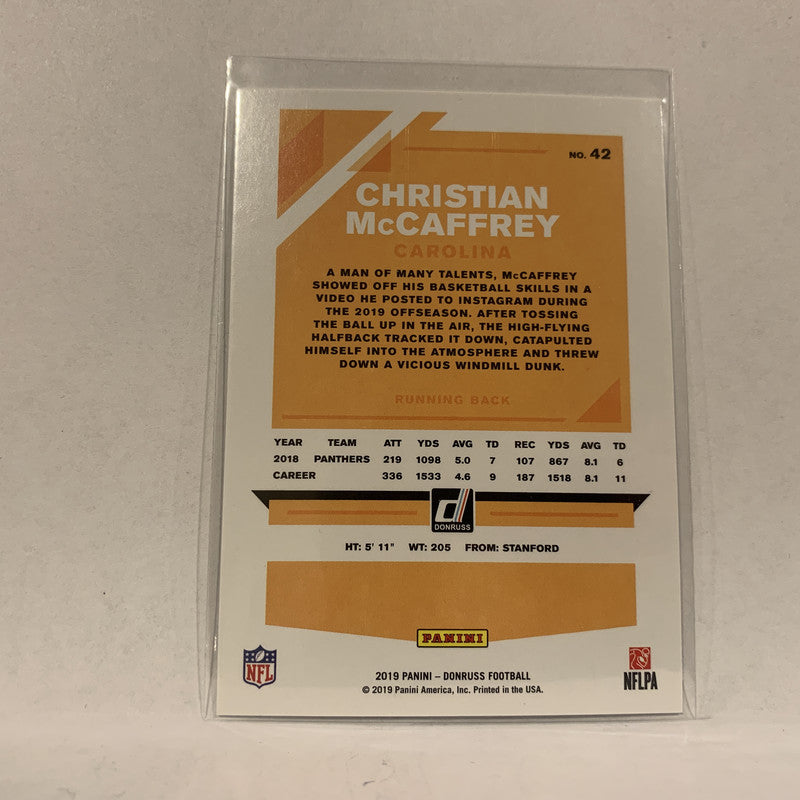 NO. 42
CHRISTIAN
McCAFFREY
CAROLINA
A MAN OF MANY TALENTS, McCAFFREY
SHOWED OFF HIS BASKETBALL SKILLS IN A
VIDEO HE POSTED TO INSTAGRAM DURING
THE 2019 OFFSEASON. AFTER TOSSING
THE BALL UP IN THE AIR, THE HIGH-FLYING
HALFBACK TRACKED IT DOWN, CATAPULTED
HIMSELF INTO THE ATMOSPHERE AND THREW
DOWN A VICIOUS WINDMILL DUNK.
RUNNING BACK
YEAR TEAM ATT YDS AVG TD REC YDS AVG TD
2018 PANTHERS 219 1098 5.0 7 107 867 8.1 6
CAREER 336 1533 4.6 9 187 1518 8.1 11
d
DONRUSS
HT: 5' 11" WT: 205 FROM: STANFORD
PANINI
NFL
NFLPA
2019 PANINI – DONRUSS FOOTBALL
© 2019 Panini America, Inc. Printed in the USA.